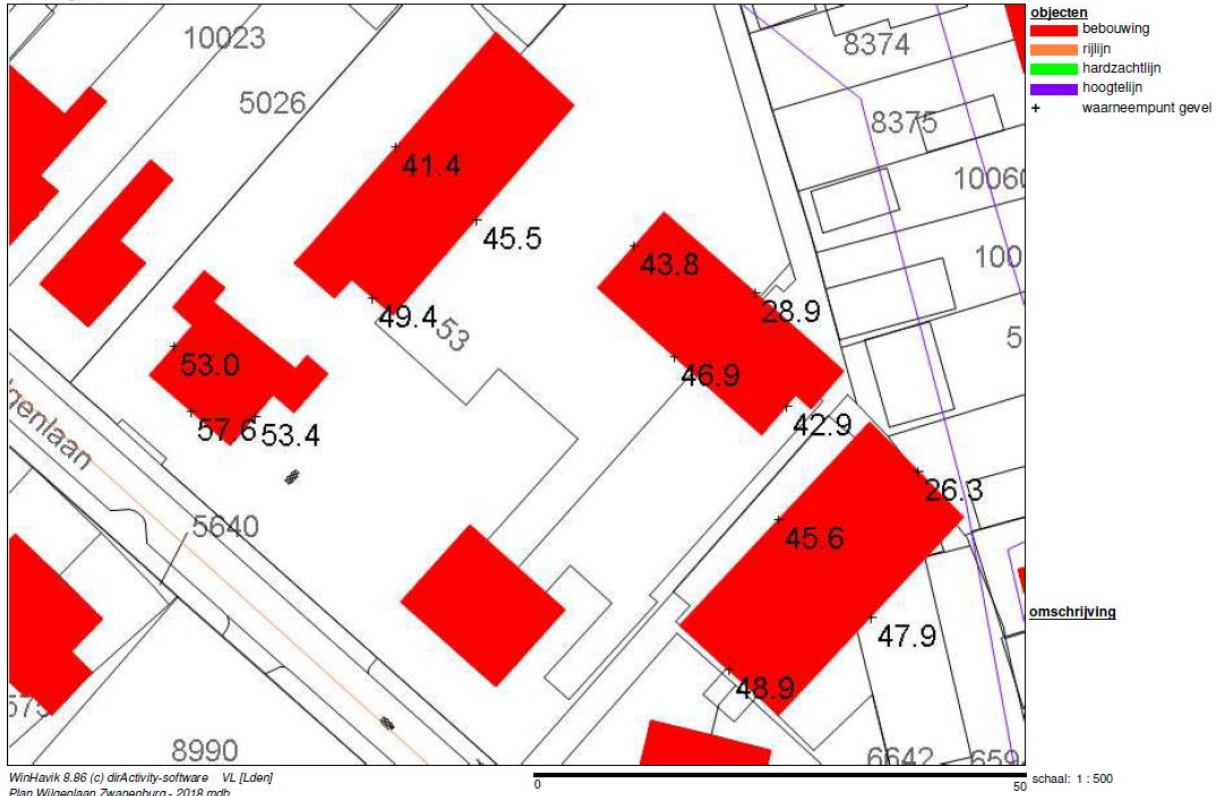 objecten
bebouwing
rijlijn
hardzachtlijn
hoogtelijn
+ waarneempunt gevel
10023
8374
5026
8375
41.4
10060
45.5
43.8
100
28.9
49.4
53
5
53.0
46.9
57.6
53.4
42.9
lgenlaan
26.3
5640
45.6
omschrijving
47.9
48.9
575
8990
6642
659
WinHavik 8.86 (c) dirActivity-software VL [Lden]
0
50
schaal: 1 : 500
Plan Wilgenlaan Zwanenburg - 2018.mdb